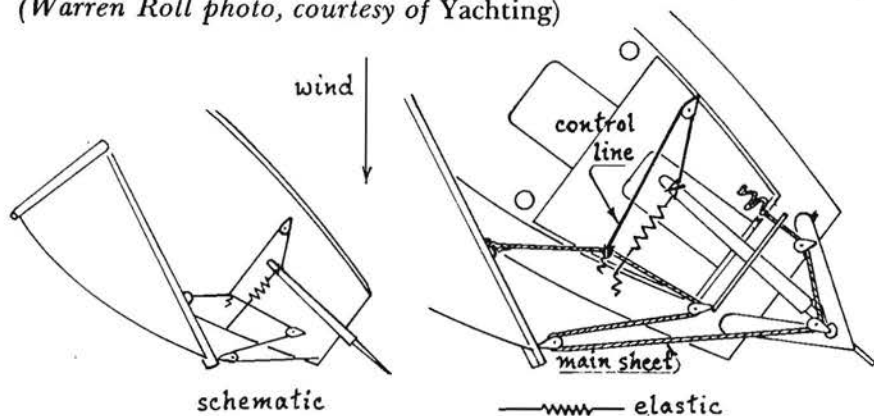 (Warren Roll photo, courtesy of Yachting)
wind
control
line
main sheet
schematic
elastic